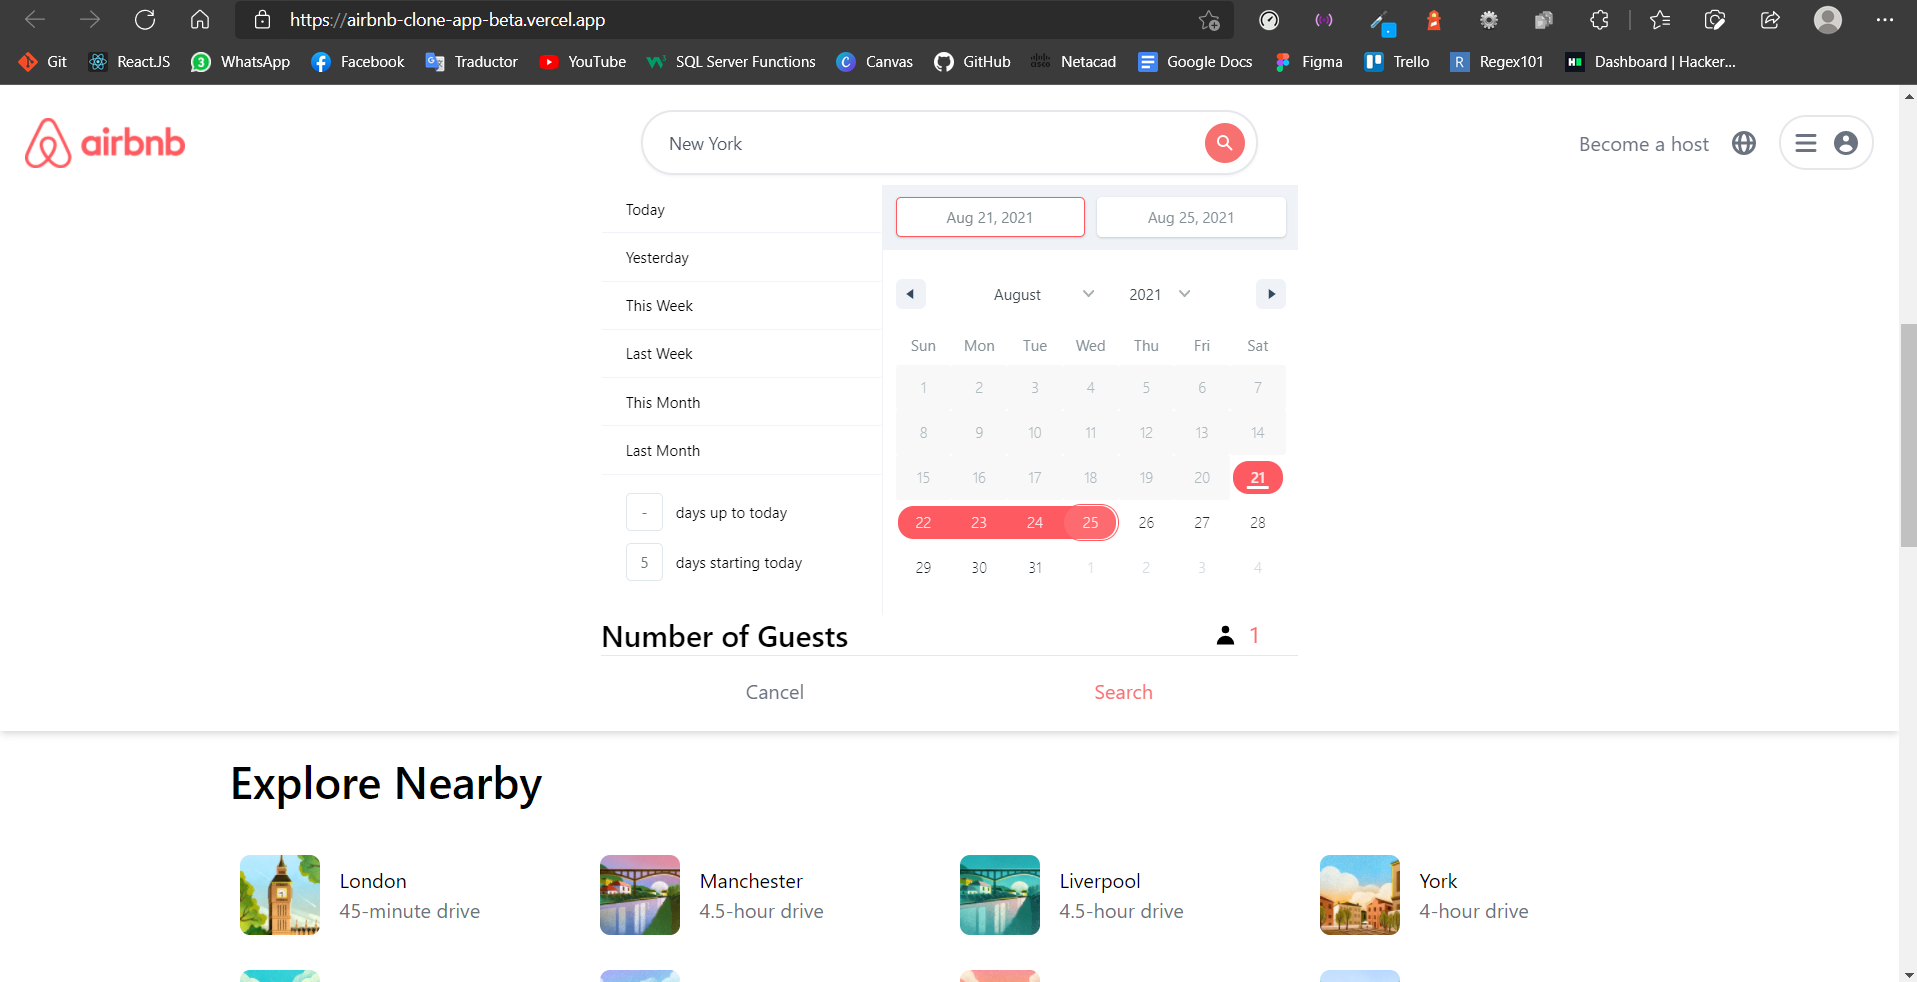 https://airbnb-clone-app-beta.vercel.app
Git ReactJS 3 WhatsApp Facebook Traductor YouTube SQL Server Functions C Canvas GitHub cisco Netacad Google Docs Figma Trello R Regex101 H Dashboard | Hacker...
airbnb
New York
Become a host
Today
Yesterday
This Week
Last Week
This Month
Last Month
- days up to today
5 days starting today
Aug 21, 2021 Aug 25, 2021
August 2021
Sun Mon Tue Wed Thu Fri Sat
1 2 3 4 5 6 7
8 9 10 11 12 13 14
15 16 17 18 19 20 21
22 23 24 25 26 27 28
29 30 31 1 2 3 4
Number of Guests 1
Cancel Search
Explore Nearby
London
45-minute drive
Manchester
4.5-hour drive
Liverpool
4.5-hour drive
York
4-hour drive